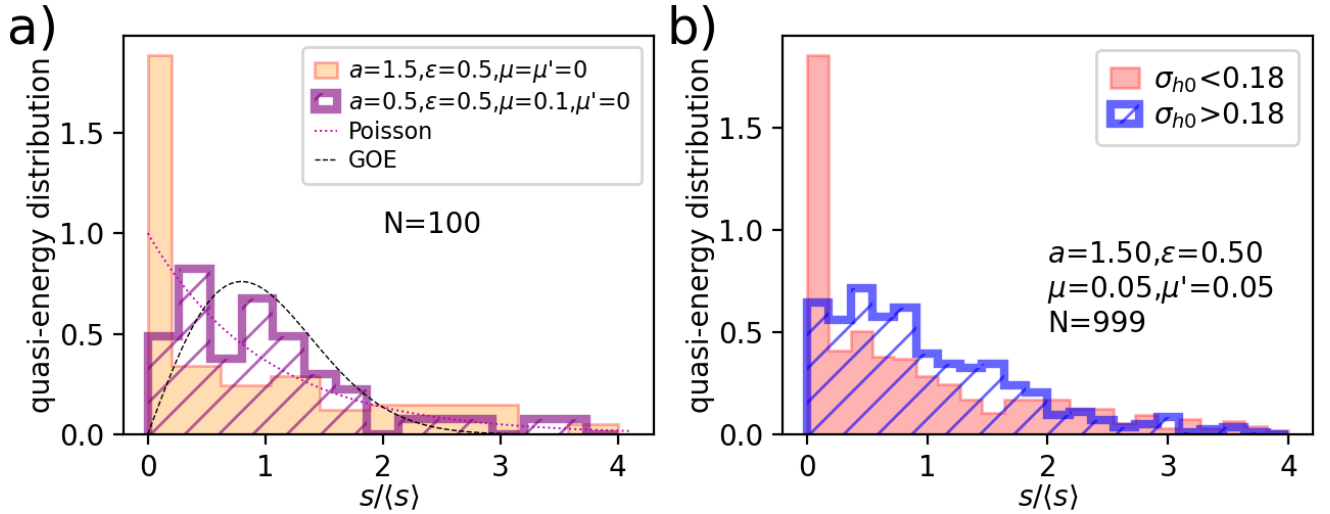 a)
quasi-energy distribution
1.5
1.0
0.5
0.0
a=1.5,ε=0.5,μ=μ'=0
a=0.5,ε=0.5,μ=0.1,μ'=0
Poisson
GOE
N=100
0 1 2 3 4
s/⟨s⟩
b)
quasi-energy distribution
1.5
1.0
0.5
0.0
σh0<0.18
σh0>0.18
a=1.50,ε=0.50
μ=0.05,μ'=0.05
N=999
0 1 2 3 4
s/⟨s⟩